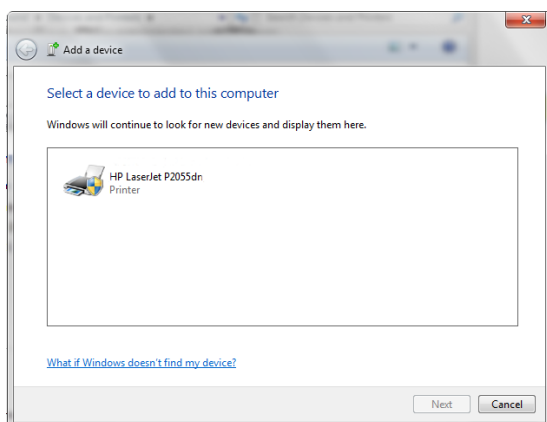 Add a device
Select a device to add to this computer
Windows will continue to look for new devices and display them here.
HP LaserJet P2055dn
Printer
What if Windows doesn't find my device?
Next
Cancel